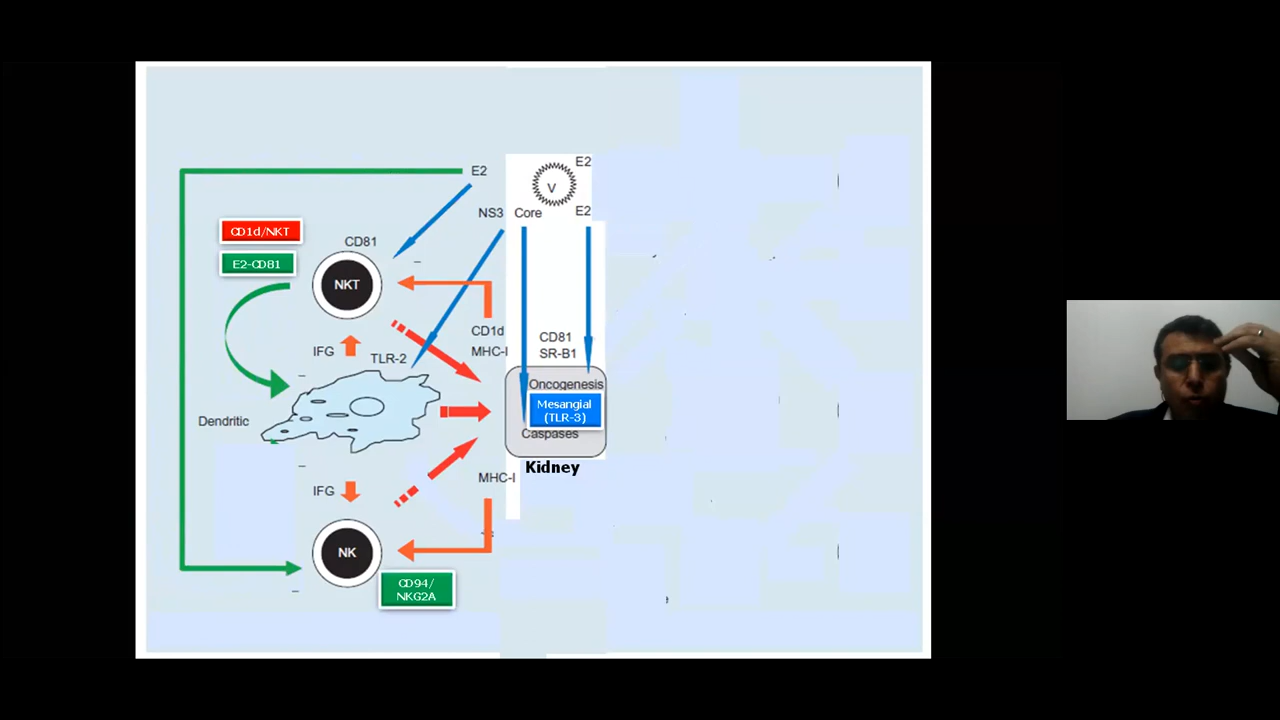 E2
E2
V
NS3
Core
E2
CD1d/NKT
CD81
E2-CD81
NKT
CD1d
CD81
IFG
TLR-2
MHC-I
SR-B1
Oncogenesis
Mesangial
(TLR-3)
Dendritic
Caspases
Kidney
MHC-I
IFG
NK
CD94/
NKG2A